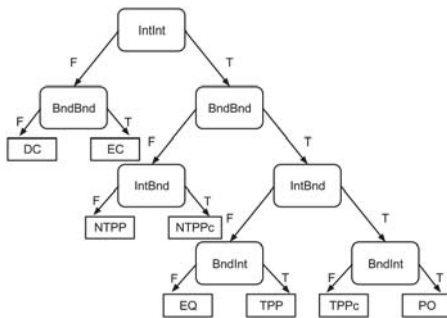 IntInt
F
T
BndBnd
BndBnd
F
T
F
T
DC
EC
IntBnd
IntBnd
F
T
F
T
NTPP
NTPPc
BndInt
BndInt
F
T
F
T
EQ
TPP
TPPc
PO